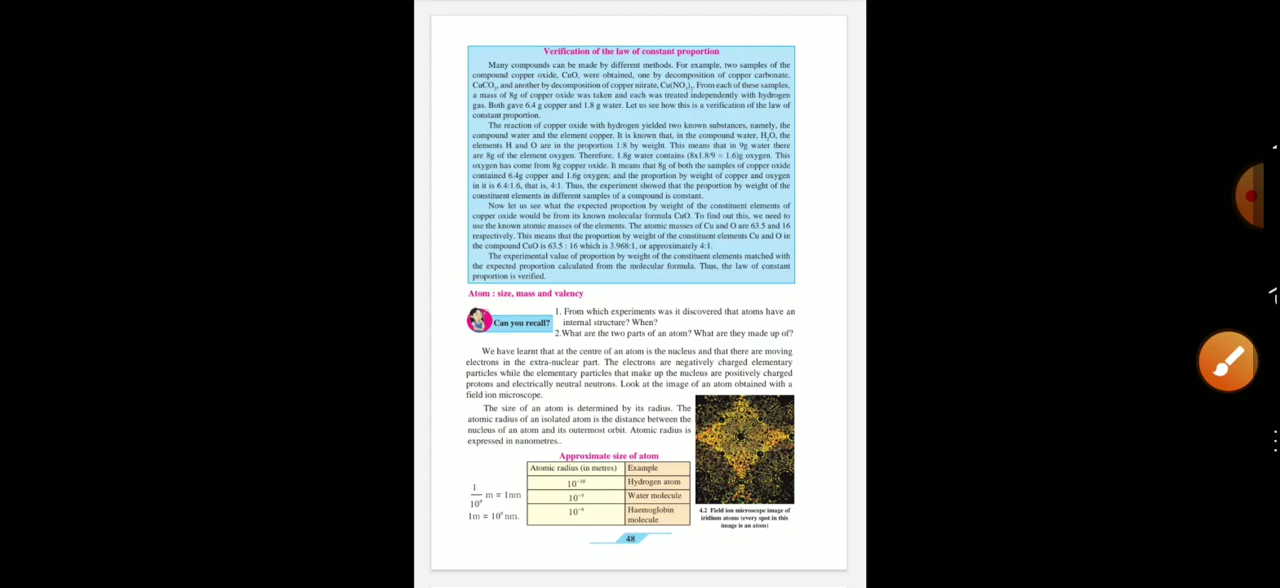 Verification of the law of constant proportion
Many compounds can be made by different methods. For example, two samples of the
compound copper oxide, CuO, were obtained, one by decomposition of copper carbonate,
CuCO₃, and another by decomposition of copper nitrate, Cu(NO₃)₂. From each of these samples,
a mass of 8g of copper oxide was taken and each was treated independently with hydrogen
gas. Both gave 6.4 g copper and 1.8 g water. Let us see how this is a verification of the law of
constant proportion.
The reaction of copper oxide with hydrogen yielded two known substances, namely, the
compound water and the element copper. It is known that, in the compound water, H₂O, the
elements H and O are in the proportion 1:8 by weight. This means that in 9g water there
are 8g of the element oxygen. Therefore, 1.8g water contains (8x1.8/9 = 1.6)g oxygen. This
oxygen has come from 8g copper oxide. It means that 8g of both the samples of copper oxide
contained 6.4g copper and 1.6g oxygen; and the proportion by weight of copper and oxygen
in it is 6.4:1.6, that is, 4:1. Thus, the experiment showed that the proportion by weight of the
constituent elements in different samples of a compound is constant.
Now let us see what the expected proportion by weight of the constituent elements of
copper oxide would be from its known molecular formula CuO. To find out this, we need to
use the known atomic masses of the elements. The atomic masses of Cu and O are 63.5 and 16
respectively. This means that the proportion by weight of the constituent elements Cu and O in
the compound CuO is 63.5 : 16 which is 3.968:1, or approximately 4:1.
The experimental value of proportion by weight of the constituent elements matched with
the expected proportion calculated from the molecular formula. Thus, the law of constant
proportion is verified.
Atom : size, mass and valency
Can you recall?
1. From which experiments was it discovered that atoms have an
internal structure? When?
2.What are the two parts of an atom? What are they made up of?
We have learnt that at the centre of an atom is the nucleus and that there are moving
electrons in the extra-nuclear part. The electrons are negatively charged elementary
particles while the elementary particles that make up the nucleus are positively charged
protons and electrically neutral neutrons. Look at the image of an atom obtained with a
field ion microscope.
The size of an atom is determined by its radius. The
atomic radius of an isolated atom is the distance between the
nucleus of an atom and its outermost orbit. Atomic radius is
expressed in nanometres..
Approximate size of atom
Atomic radius (in metres) Example
10⁻¹⁰ Hydrogen atom
10⁻⁹ Water molecule
10⁻⁸ Haemoglobin
molecule
1
10⁹ m = 1nm
1m = 10⁹ nm.
4.2 Field ion microscope image of
iridium atoms (every spot in this
image is an atom)
48